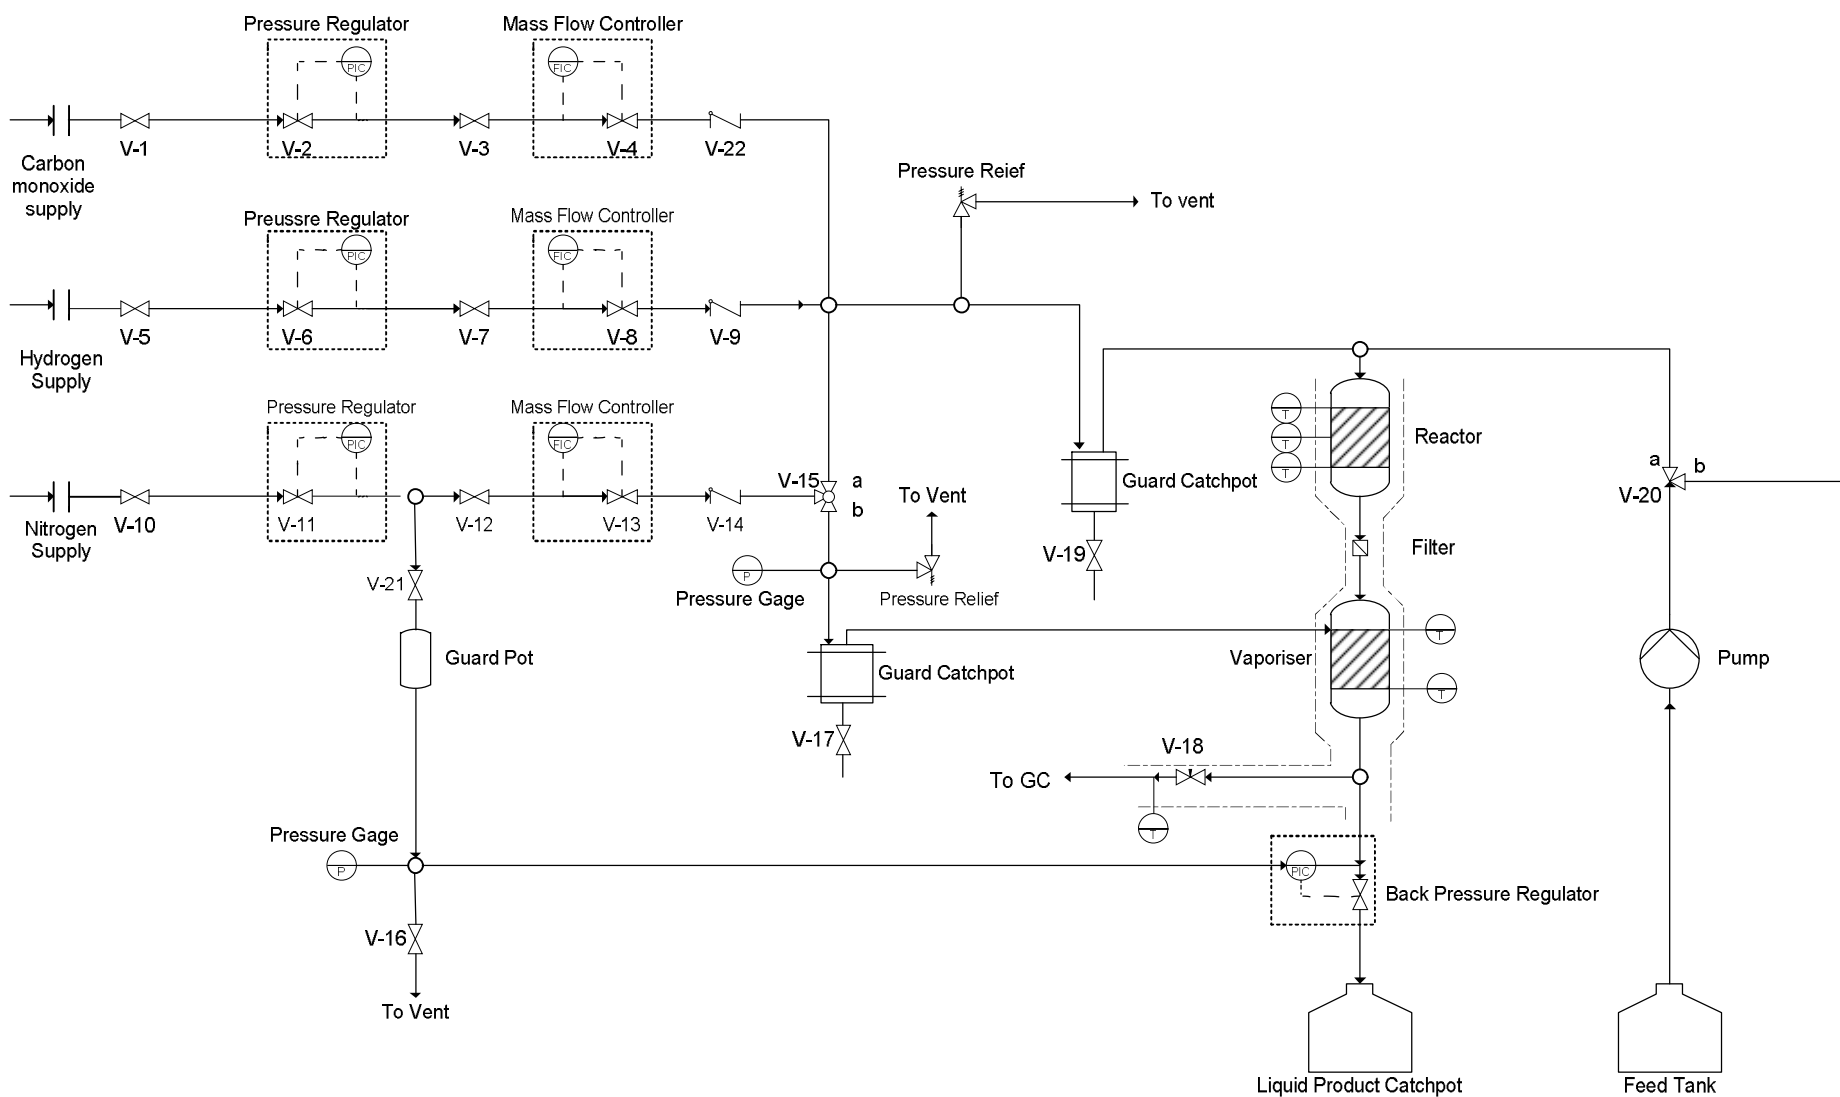 Pressure Regulator
Mass Flow Controller
PIC
FIC
V-1
V-2
V-3
V-4
V-22
Carbon
monoxide
supply
Pressure Reief
To vent
Preussre Regulator
Mass Flow Controller
PIC
FIC
V-5
V-6
V-7
V-8
V-9
Hydrogen
Supply
Pressure Regulator
Mass Flow Controller
PIC
FIC
V-10
V-11
V-12
V-13
V-14
Nitrogen
Supply
V-15
a
b
To Vent
Guard Catchpot
V-19
T
T
T
Reactor
a
b
V-20
Filter
V-21
P
Pressure Gage
Pressure Relief
Guard Pot
Guard Catchpot
V-17
Vaporiser
T
T
Pump
V-18
To GC
T
Pressure Gage
P
PIC
Back Pressure Regulator
V-16
To Vent
Liquid Product Catchpot
Feed Tank